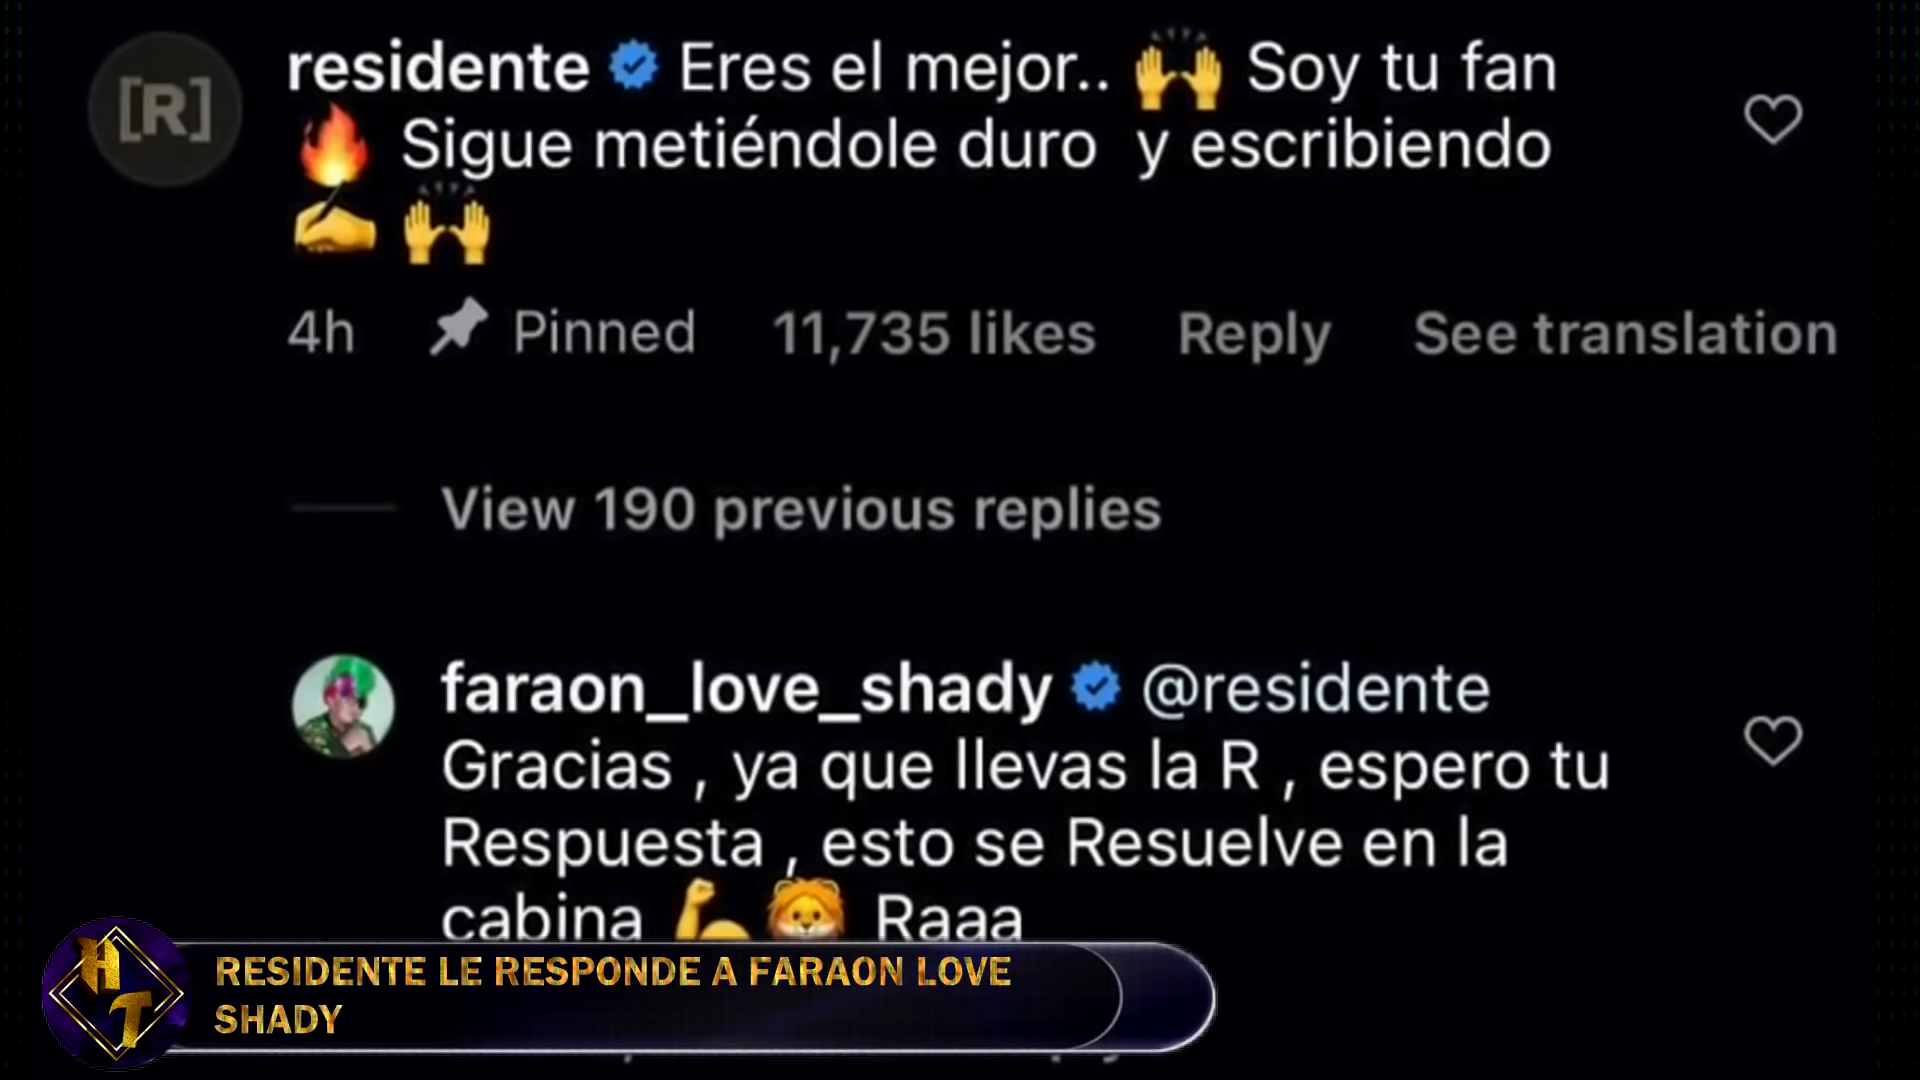 [R]
residente Eres el mejor.. 🙌 Soy tu fan
🔥 Sigue metiéndole duro y escribiendo
✍️ 🙌
4h Pinned 11,735 likes Reply See translation
View 190 previous replies
faraon_love_shady @residente
Gracias , ya que llevas la R , espero tu
Respuesta , esto se Resuelve en la
cabina 💪🦁 Raaa
HT
RESIDENTE LE RESPONDE A FARAON LOVE
SHADY